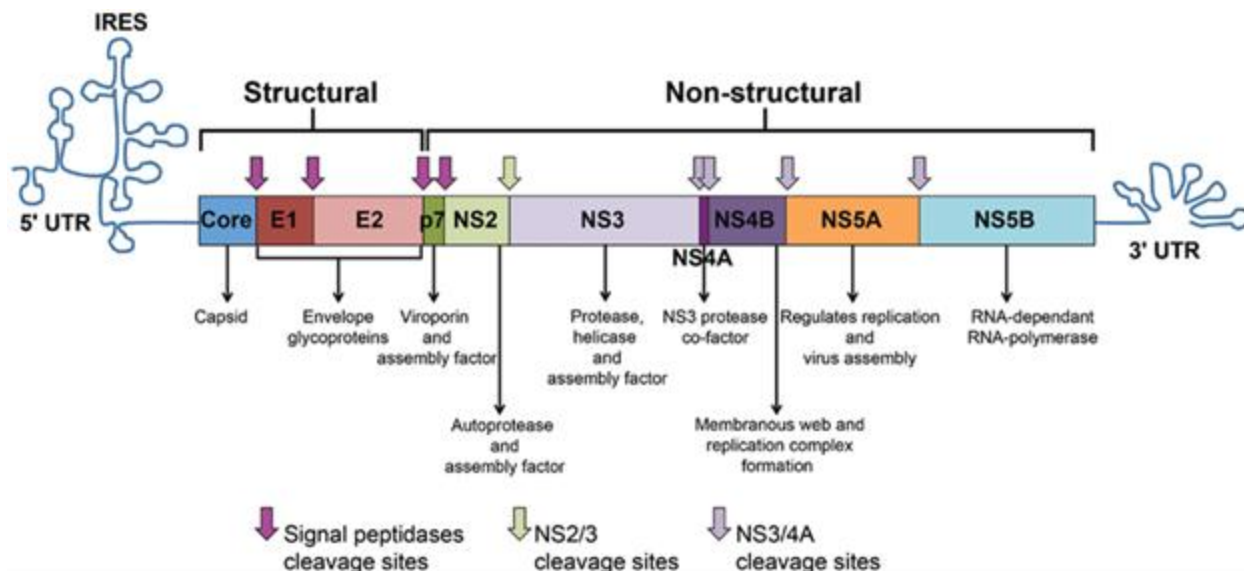 IRES
Structural
Non-structural
5' UTR
Core
E1
E2
p7
NS2
NS3
NS4A
NS4B
NS5A
NS5B
3' UTR
Capsid
Envelope
glycoproteins
Viroporin
and
assembly factor
Protease,
helicase
and
assembly factor
NS3 protease
co-factor
Regulates replication
and
virus assembly
RNA-dependant
RNA-polymerase
Autoprotease
and
assembly factor
Membranous web and
replication complex
formation
Signal peptidases
cleavage sites
NS2/3
cleavage sites
NS3/4A
cleavage sites